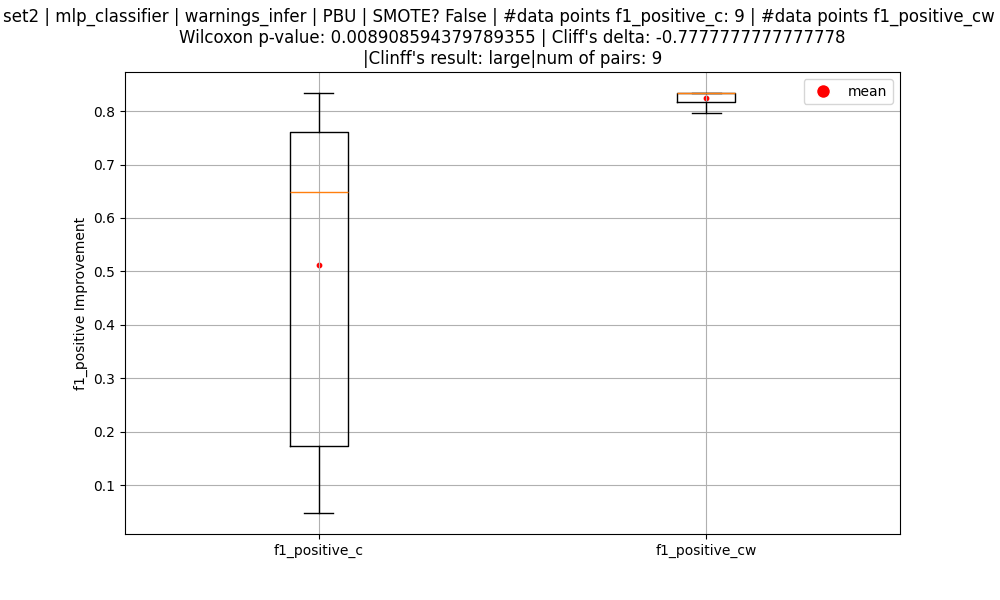 set2 | mlp_classifier | warnings_infer | PBU | SMOTE? False | #data points f1_positive_c: 9 | #data points f1_positive_cw
Wilcoxon p-value: 0.008908594379789355 | Cliff's delta: -0.7777777777777778
|Clinff's result: large|num of pairs: 9
mean
f1_positive Improvement
0.8
0.7
0.6
0.5
0.4
0.3
0.2
0.1
f1_positive_c
f1_positive_cw